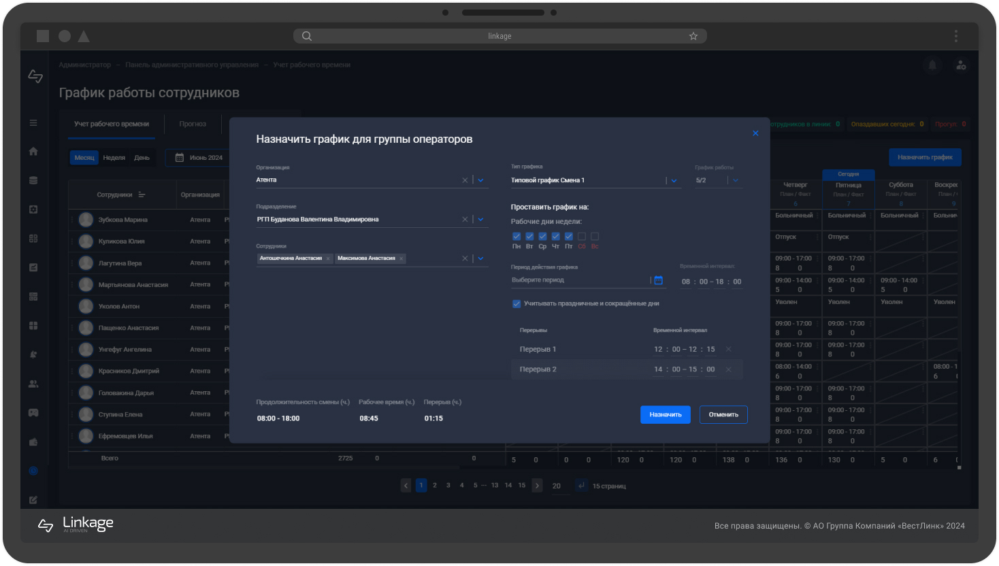 linkage
Администратор – Панель административного управления – Учет рабочего времени
График работы сотрудников
Учет рабочего времени Прогноз
отрудников в линии: 0 Опаздавших сегодня: 0 Прогул: 0
Месяц Неделя День Июнь 2024 Назначить график
Сотрудники Организация
Сегодня
Четверг Пятница Суббота Воскрес
План / Факт План / Факт План / Факт План /
6 7 8 9
Зубкова Марина Атента Больничный Больничный Больничный Больнич
Куликова Юлия Атента Отпуск Отпуск
Лагутина Вера Атента 09:00 - 17:00 09:00 - 17:00
8 0 8 0
Мартьянова Анастасия Атента 09:00 - 14:00 09:00 - 14:00 09:00 - 14:00
5 0 5 0 5 0
Уколов Антон Атента Уволен Уволен Уволен Уволен
Пащенко Анастасия Атента 09:00 - 17:00 09:00 - 17:00
8 0 8 0
Унгефуг Ангелина Атента 09:00 - 17:00 09:00 - 17:00
8 0 8 0
Красников Дмитрий Атента 08:00 - 14:00 08:00 - 1
6 0 6
Головакина Дарья Атента 09:00 - 17:00 09:00 - 17:00
8 0 8 0
Ступина Елена Атента 09:00 - 17:00 09:00 - 17:00
8 0 8 0
Ефремовцев Илья Атента 09:00 - 17:00 09:00 - 17:00
8 0 8 0
Всего 2725 0 0 5 0 0 0 120 0 120 0 138 0 136 0 130 0 5 0 6
1 2 3 4 5 ... 13 14 15 20 15 страниц
Назначить график для группы операторов
Организация
Атента
Подразделение
РГП Буданова Валентина Владимировна
Сотрудники
Антошечкина Анастасия × Максимова Анастасия ×
Тип графика График работы
Типовой график Смена 1 5/2
Проставить график на:
Рабочие дни недели:
Пн Вт Ср Чт Пт Сб Вс
Период действия графика Временной интервал:
Выберите период 08 : 00 – 18 : 00
Учитывать праздничные и сокращённые дни
Перерывы Временной интервал
Перерыв 1 12 : 00 – 12 : 15
Перерыв 2 14 : 00 – 15 : 00
Продолжительность смены (ч.) Рабочее время (ч.) Перерыв (ч.)
08:00 - 18:00 08:45 01:15
Назначить Отменить
Linkage
AI DRIVEN
Все права защищены. © АО Группа Компаний «ВестЛинк» 2024